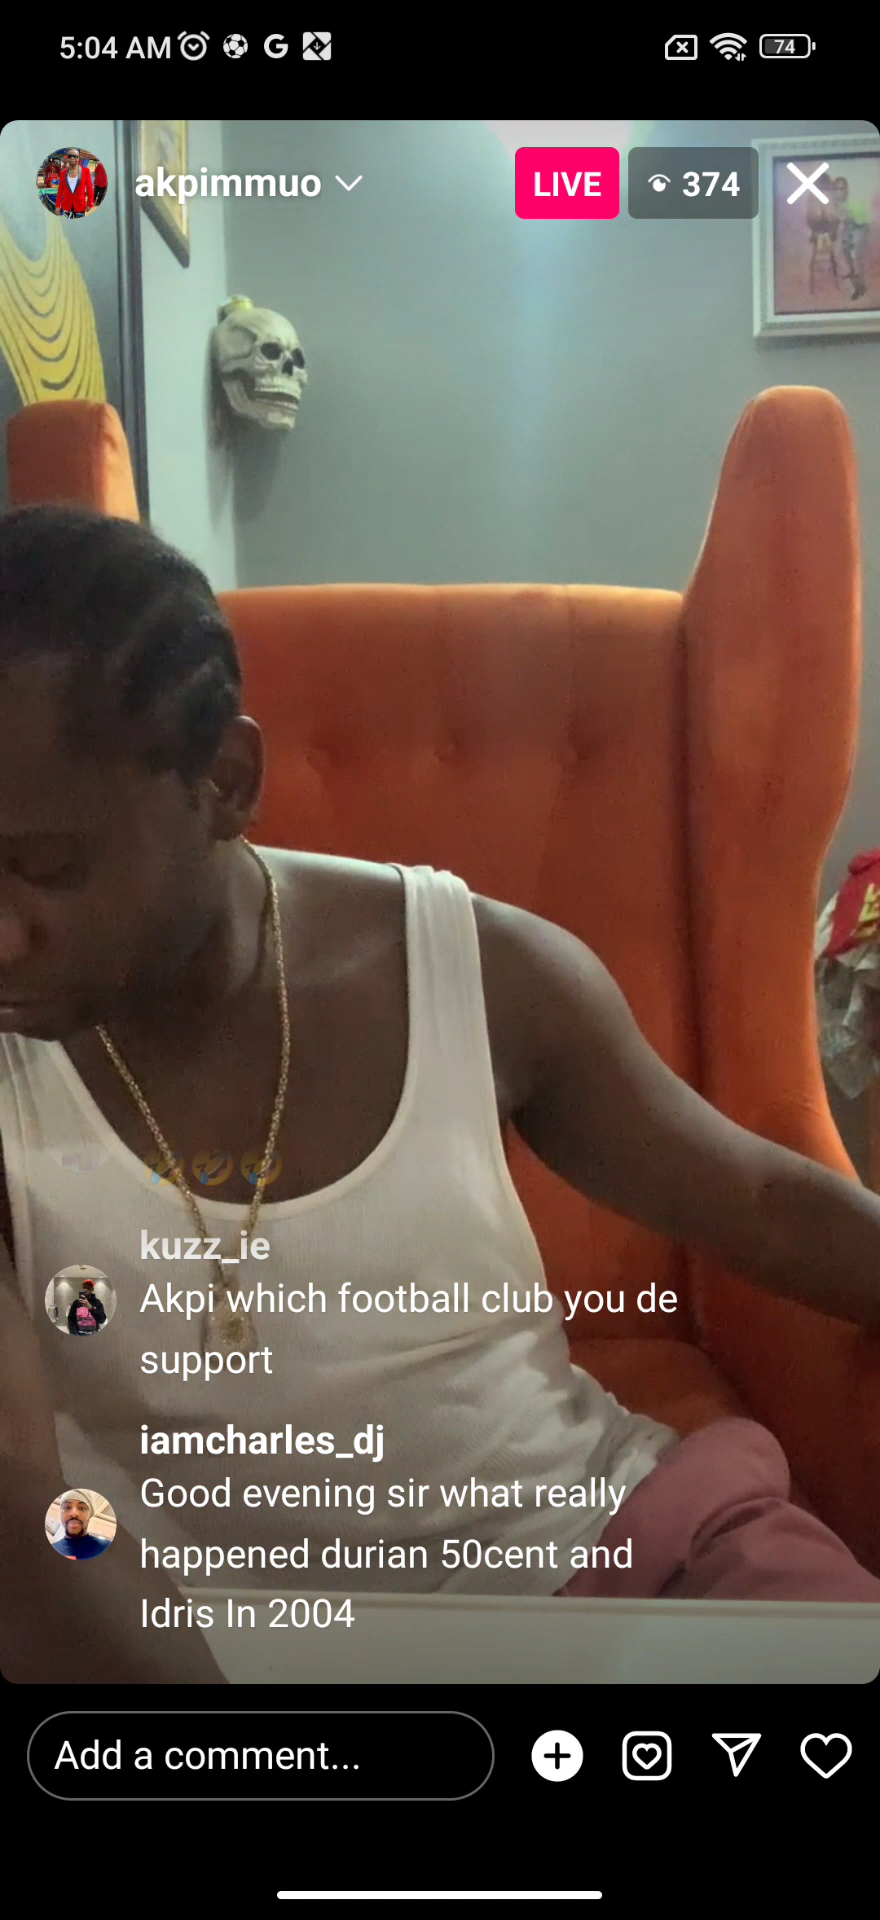 5:04 AM
74
akpimmuo
LIVE
374
kuzz_ie
Akpi which football club you de
support
iamcharles_dj
Good evening sir what really
happened durian 50cent and
Idris In 2004
Add a comment...